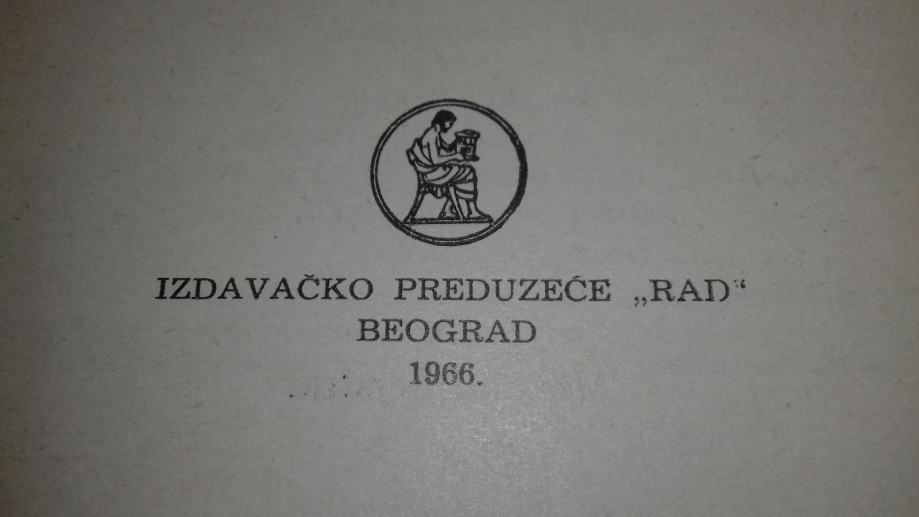 IZDAVAČKO PREDUZEĆE „RAD“
BEOGRAD
1966.